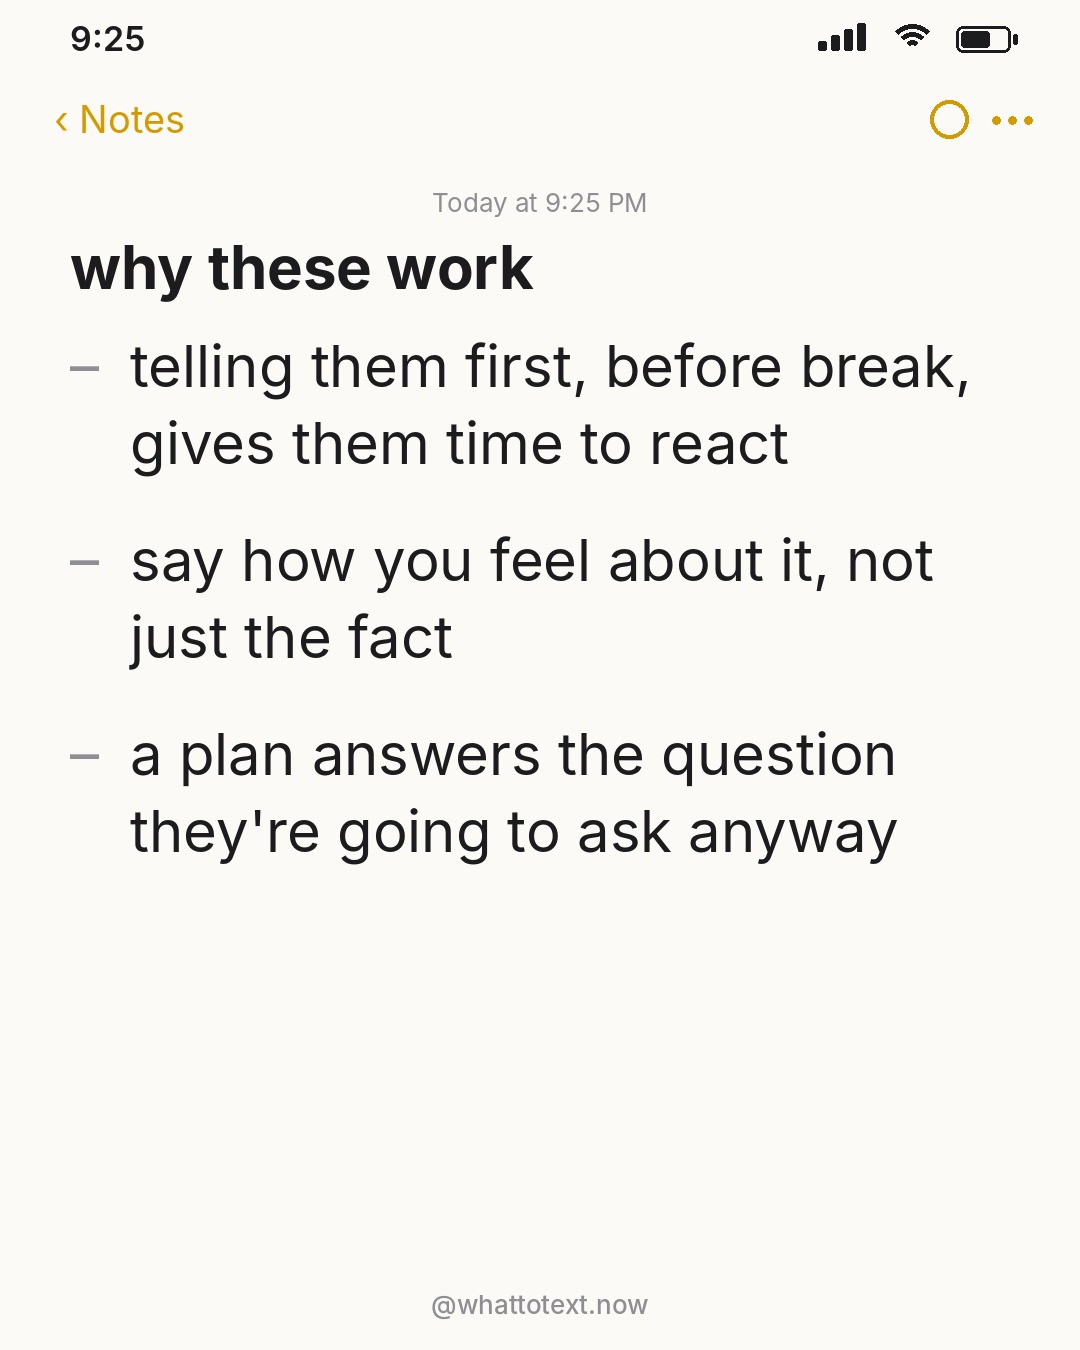 9:25
‹ Notes
Today at 9:25 PM
why these work
– telling them first, before break,
gives them time to react
– say how you feel about it, not
just the fact
– a plan answers the question
they're going to ask anyway
@whattotext.now